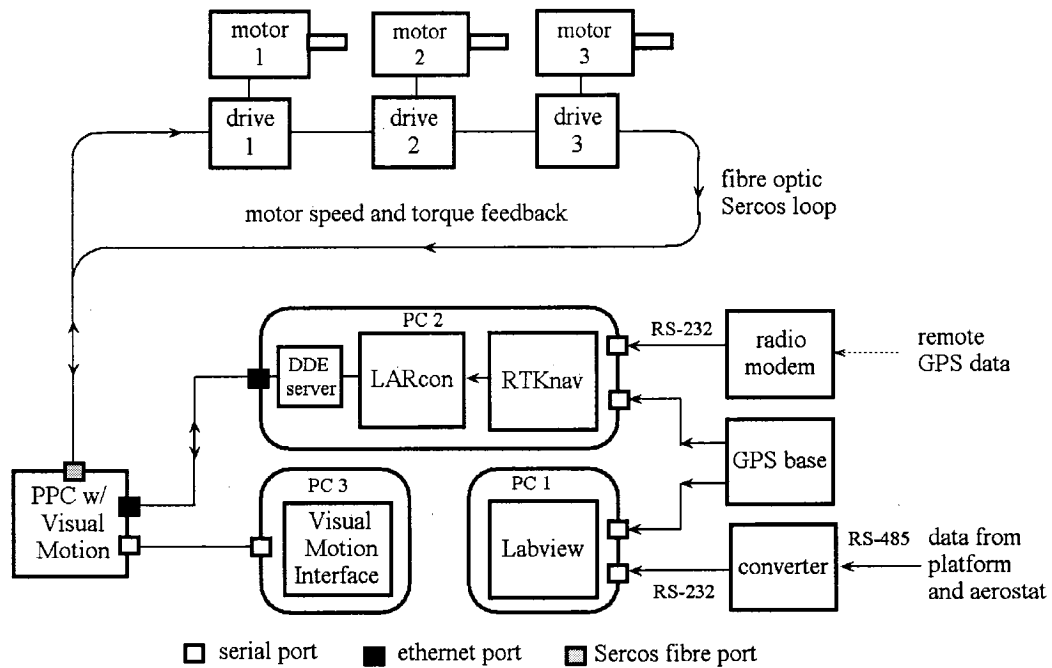 motor
1
motor
2
motor
3
drive
1
drive
2
drive
3
fibre optic
Sercos loop
motor speed and torque feedback
PC 2
DDE
server
LARcon
RTKnav
RS-232
radio
modem
remote
GPS data
GPS base
PPC w/
Visual
Motion
PC 3
Visual
Motion
Interface
PC 1
Labview
RS-232
converter
RS-485
data from
platform
and aerostat
serial port
ethernet port
Sercos fibre port